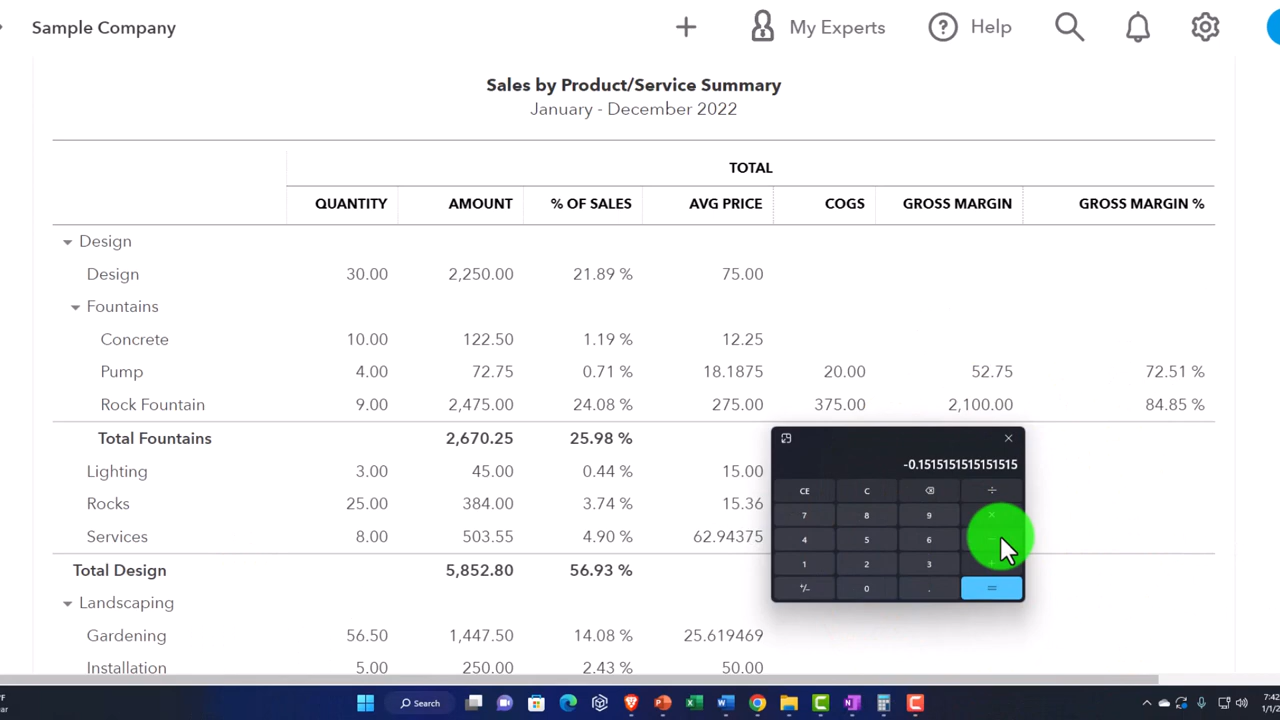 Sample Company + My Experts ? Help
Sales by Product/Service Summary
January - December 2022
TOTAL
QUANTITY AMOUNT % OF SALES AVG PRICE COGS GROSS MARGIN GROSS MARGIN %
Design
Design 30.00 2,250.00 21.89 % 75.00
Fountains
Concrete 10.00 122.50 1.19 % 12.25
Pump 4.00 72.75 0.71 % 18.1875 20.00 52.75 72.51 %
Rock Fountain 9.00 2,475.00 24.08 % 275.00 375.00 2,100.00 84.85 %
Total Fountains 2,670.25 25.98 %
-0.1515151515151515
Lighting 3.00 45.00 0.44 % 15.00
CE C ÷
Rocks 25.00 384.00 3.74 % 15.36
7 8 9 ×
Services 8.00 503.55 4.90 % 62.94375
4 5 6 −
Total Design 5,852.80 56.93 %
1 2 3 +
+/- 0 . =
Landscaping
Gardening 56.50 1,447.50 14.08 % 25.619469
Installation 5.00 250.00 2.43 % 50.00
Search
7:42
1/1/2